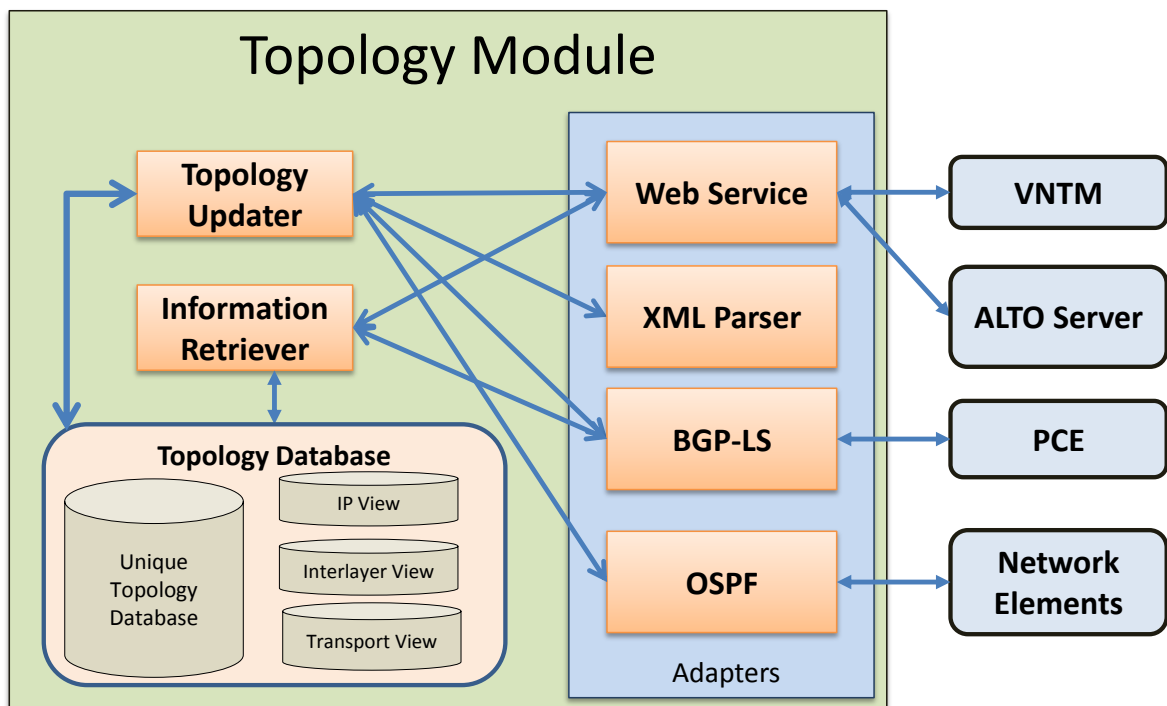 Topology Module
Topology
Updater
Information
Retriever
Topology Database
Unique
Topology
Database
IP View
Interlayer View
Transport View
Web Service
XML Parser
BGP-LS
OSPF
Adapters
VNTM
ALTO Server
PCE
Network
Elements